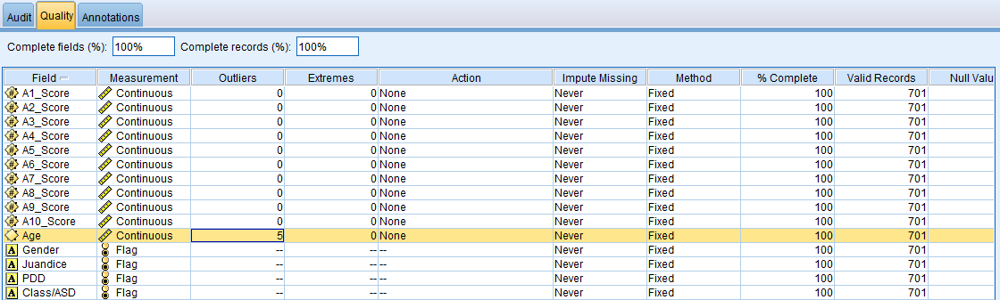 Audit Quality Annotations
Complete fields (%): 100% Complete records (%): 100%
Field Measurement Outliers Extremes Action Impute Missing Method % Complete Valid Records Null Valu
A1_Score Continuous 0 0 None Never Fixed 100 701
A2_Score Continuous 0 0 None Never Fixed 100 701
A3_Score Continuous 0 0 None Never Fixed 100 701
A4_Score Continuous 0 0 None Never Fixed 100 701
A5_Score Continuous 0 0 None Never Fixed 100 701
A6_Score Continuous 0 0 None Never Fixed 100 701
A7_Score Continuous 0 0 None Never Fixed 100 701
A8_Score Continuous 0 0 None Never Fixed 100 701
A9_Score Continuous 0 0 None Never Fixed 100 701
A10_Score Continuous 0 0 None Never Fixed 100 701
Age Continuous 5 0 None Never Fixed 100 701
A Gender Flag -- -- -- Never Fixed 100 701
A Juandice Flag -- -- -- Never Fixed 100 701
A PDD Flag -- -- -- Never Fixed 100 701
A Class/ASD Flag -- -- -- Never Fixed 100 701